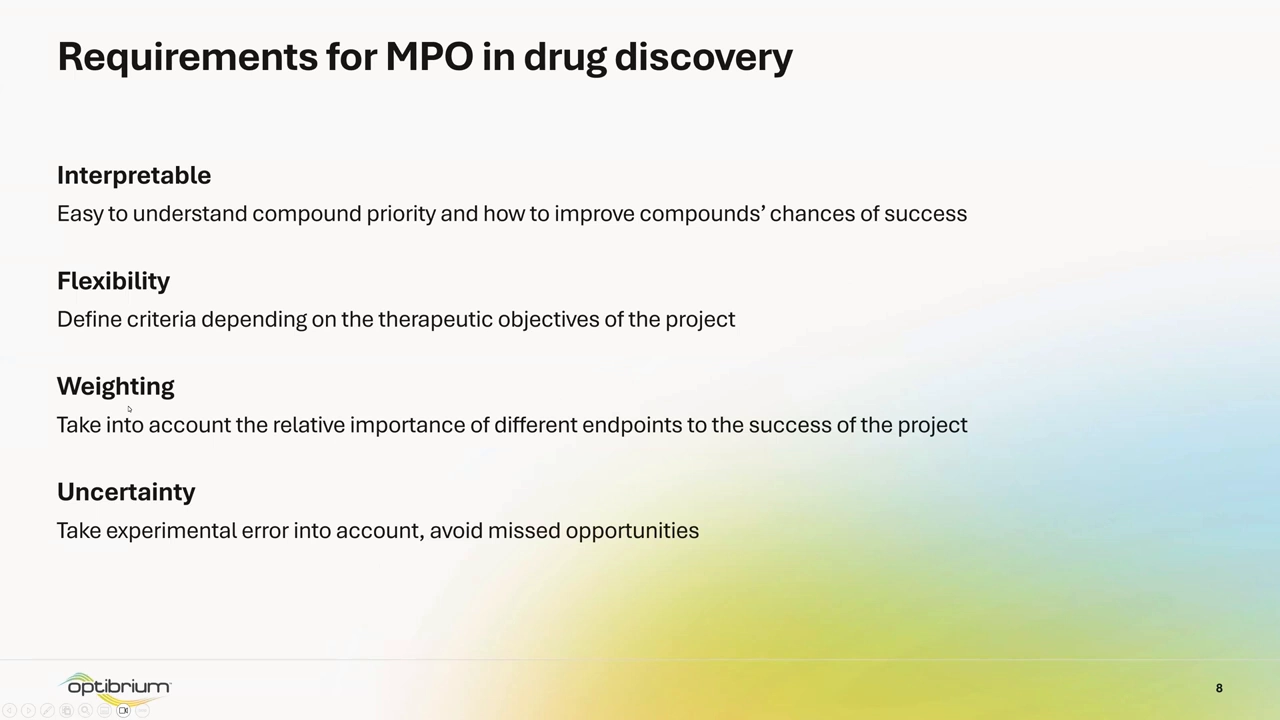 Requirements for MPO in drug discovery
Interpretable
Easy to understand compound priority and how to improve compounds’ chances of success
Flexibility
Define criteria depending on the therapeutic objectives of the project
Weighting
Take into account the relative importance of different endpoints to the success of the project
Uncertainty
Take experimental error into account, avoid missed opportunities
optibrium
8